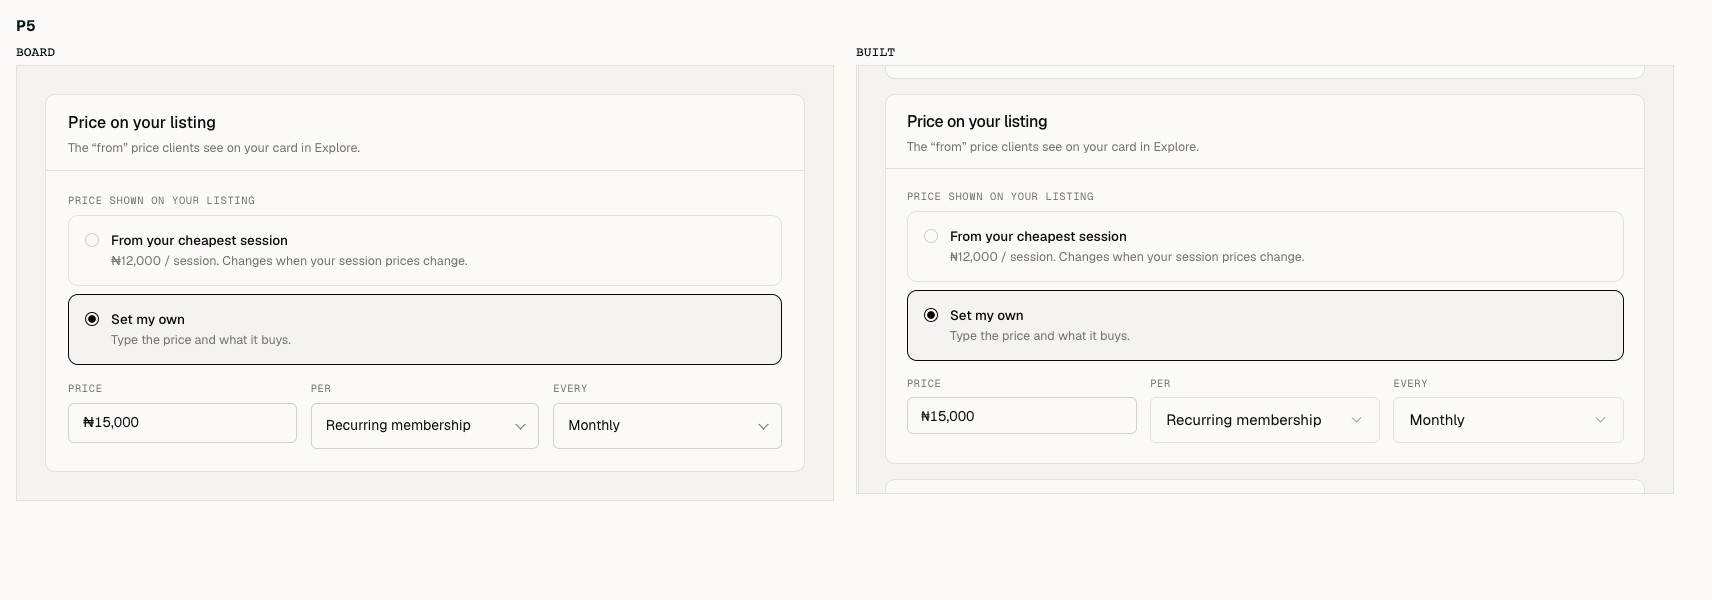 P5
BOARD
Price on your listing
The “from” price clients see on your card in Explore.
PRICE SHOWN ON YOUR LISTING
From your cheapest session
₦12,000 / session. Changes when your session prices change.
Set my own
Type the price and what it buys.
PRICE PER EVERY
₦15,000 Recurring membership Monthly
BUILT
Price on your listing
The “from” price clients see on your card in Explore.
PRICE SHOWN ON YOUR LISTING
From your cheapest session
₦12,000 / session. Changes when your session prices change.
Set my own
Type the price and what it buys.
PRICE PER EVERY
₦15,000 Recurring membership Monthly